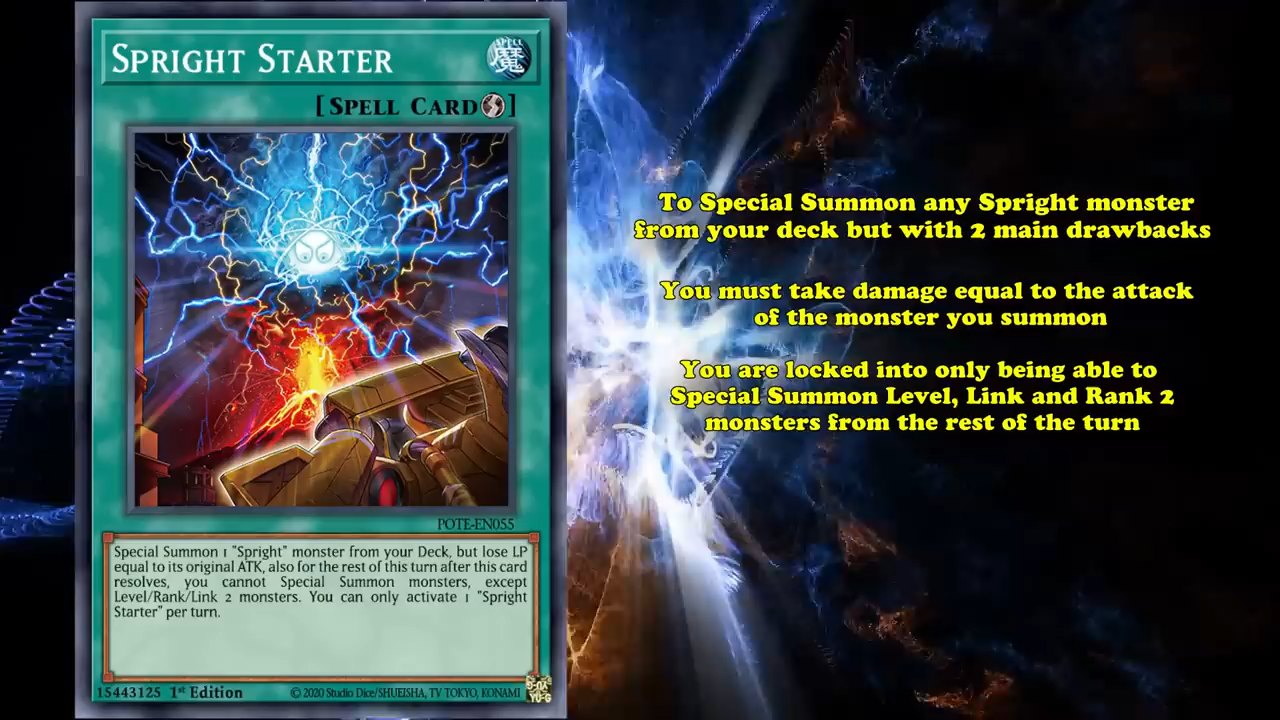 SPRIGHT STARTER
SPELL
魔
[SPELL CARD]
To Special Summon any Spright monster
from your deck but with 2 main drawbacks
You must take damage equal to the attack
of the monster you summon
You are locked into only being able to
Special Summon Level, Link and Rank 2
monsters from the rest of the turn
POTE-EN055
Special Summon 1 "Spright" monster from your Deck, but lose LP
equal to its original ATK, also for the rest of this turn after this card
resolves, you cannot Special Summon monsters, except
Level/Rank/Link 2 monsters. You can only activate 1 "Spright
Starter" per turn.
15443125 1st Edition
© 2020 Studio Dice/SHUEISHA, TV TOKYO, KONAMI